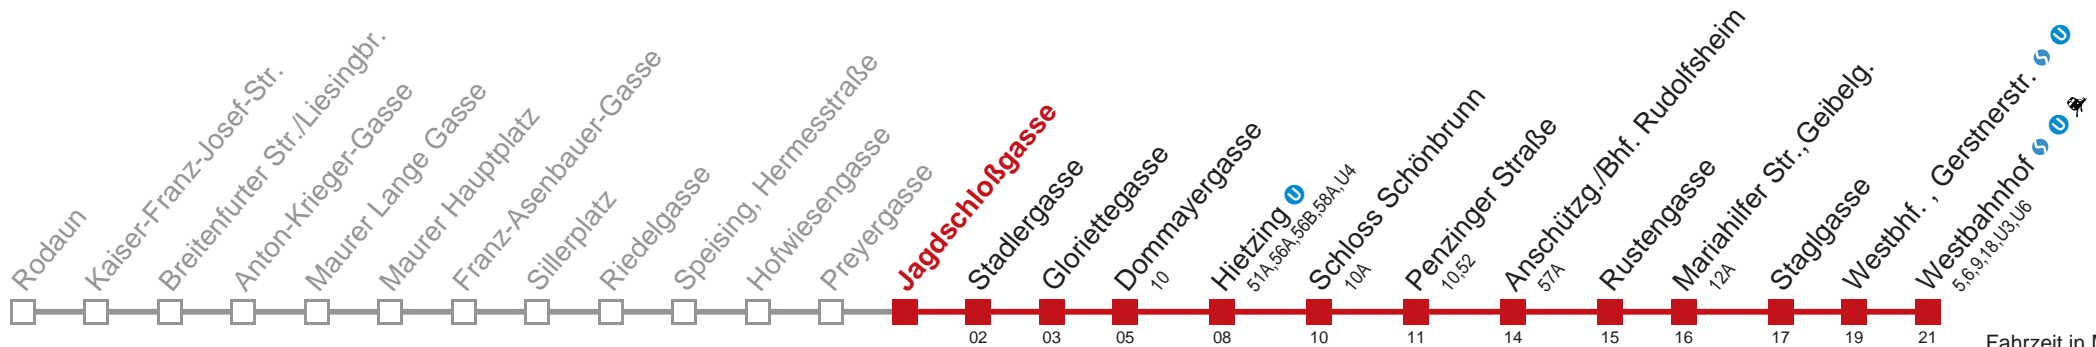 Rodaun
Kaiser-Franz-Josef-Str.
Breitenfurter Str./Liesingbr.
Anton-Krieger-Gasse
Maurer Lange Gasse
Maurer Hauptplatz
Franz-Asenbauer-Gasse
Sillerplatz
Riedelgasse
Speising, Hermesstraße
Hofwiesengasse
Preyergasse
Jagdschloßgasse
Stadlergasse
02
Gloriettegasse
03
Dommayergasse
10
05
Hietzing U
51A,56A,56B,58A,U4
08
Schloss Schönbrunn
10A
10
Penzinger Straße
10,52
11
Anschützg./Bhf. Rudolfsheim
57A
14
Rustengasse
15
Mariahilfer Str.,Geibelg.
12A
16
Staglgasse
17
Westbhf. , Gerstnerstr. S U
19
Westbahnhof S U
5,6,9,18,U3,U6
21
Fahrzeit in